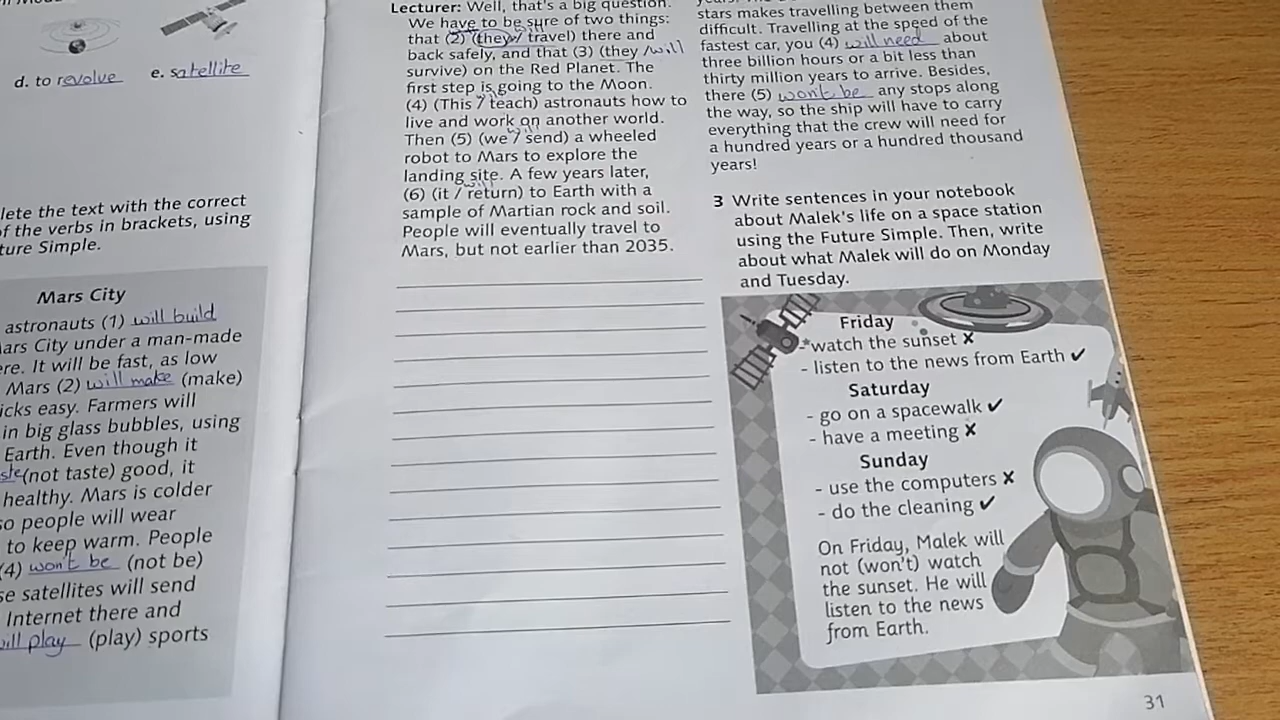 d. to revolve
e. satellite
lete the text with the correct
of the verbs in brackets, using
ture Simple.
Mars City
astronauts (1) will build
ars City under a man-made
ere. It will be fast, as low
Mars (2) will make (make)
icks easy. Farmers will
in big glass bubbles, using
Earth. Even though it
ste (not taste) good, it
healthy. Mars is colder
so people will wear
to keep warm. People
(4) won't be (not be)
se satellites will send
Internet there and
will play (play) sports
Lecturer: Well, that's a big question.
We have to be sure of two things:
will
that (2) (they / travel) there and
back safely, and that (3) (they / will
survive) on the Red Planet. The
first step is going to the Moon.
will
(4) (This / teach) astronauts how to
live and work on another world.
will
Then (5) (we / send) a wheeled
robot to Mars to explore the
landing site. A few years later,
will
(6) (it / return) to Earth with a
sample of Martian rock and soil.
People will eventually travel to
Mars, but not earlier than 2035.
stars makes travelling between them
difficult. Travelling at the speed of the
fastest car, you (4) will need about
three billion hours or a bit less than
thirty million years to arrive. Besides,
there (5) won't be any stops along
the way, so the ship will have to carry
everything that the crew will need for
a hundred years or a hundred thousand
years!
3 Write sentences in your notebook
about Malek's life on a space station
using the Future Simple. Then, write
about what Malek will do on Monday
and Tuesday.
Friday
-*watch the sunset ✗
- listen to the news from Earth ✓
Saturday
- go on a spacewalk ✓
- have a meeting ✗
Sunday
- use the computers ✗
- do the cleaning ✓
On Friday, Malek will
not (won't) watch
the sunset. He will
listen to the news
from Earth.
31